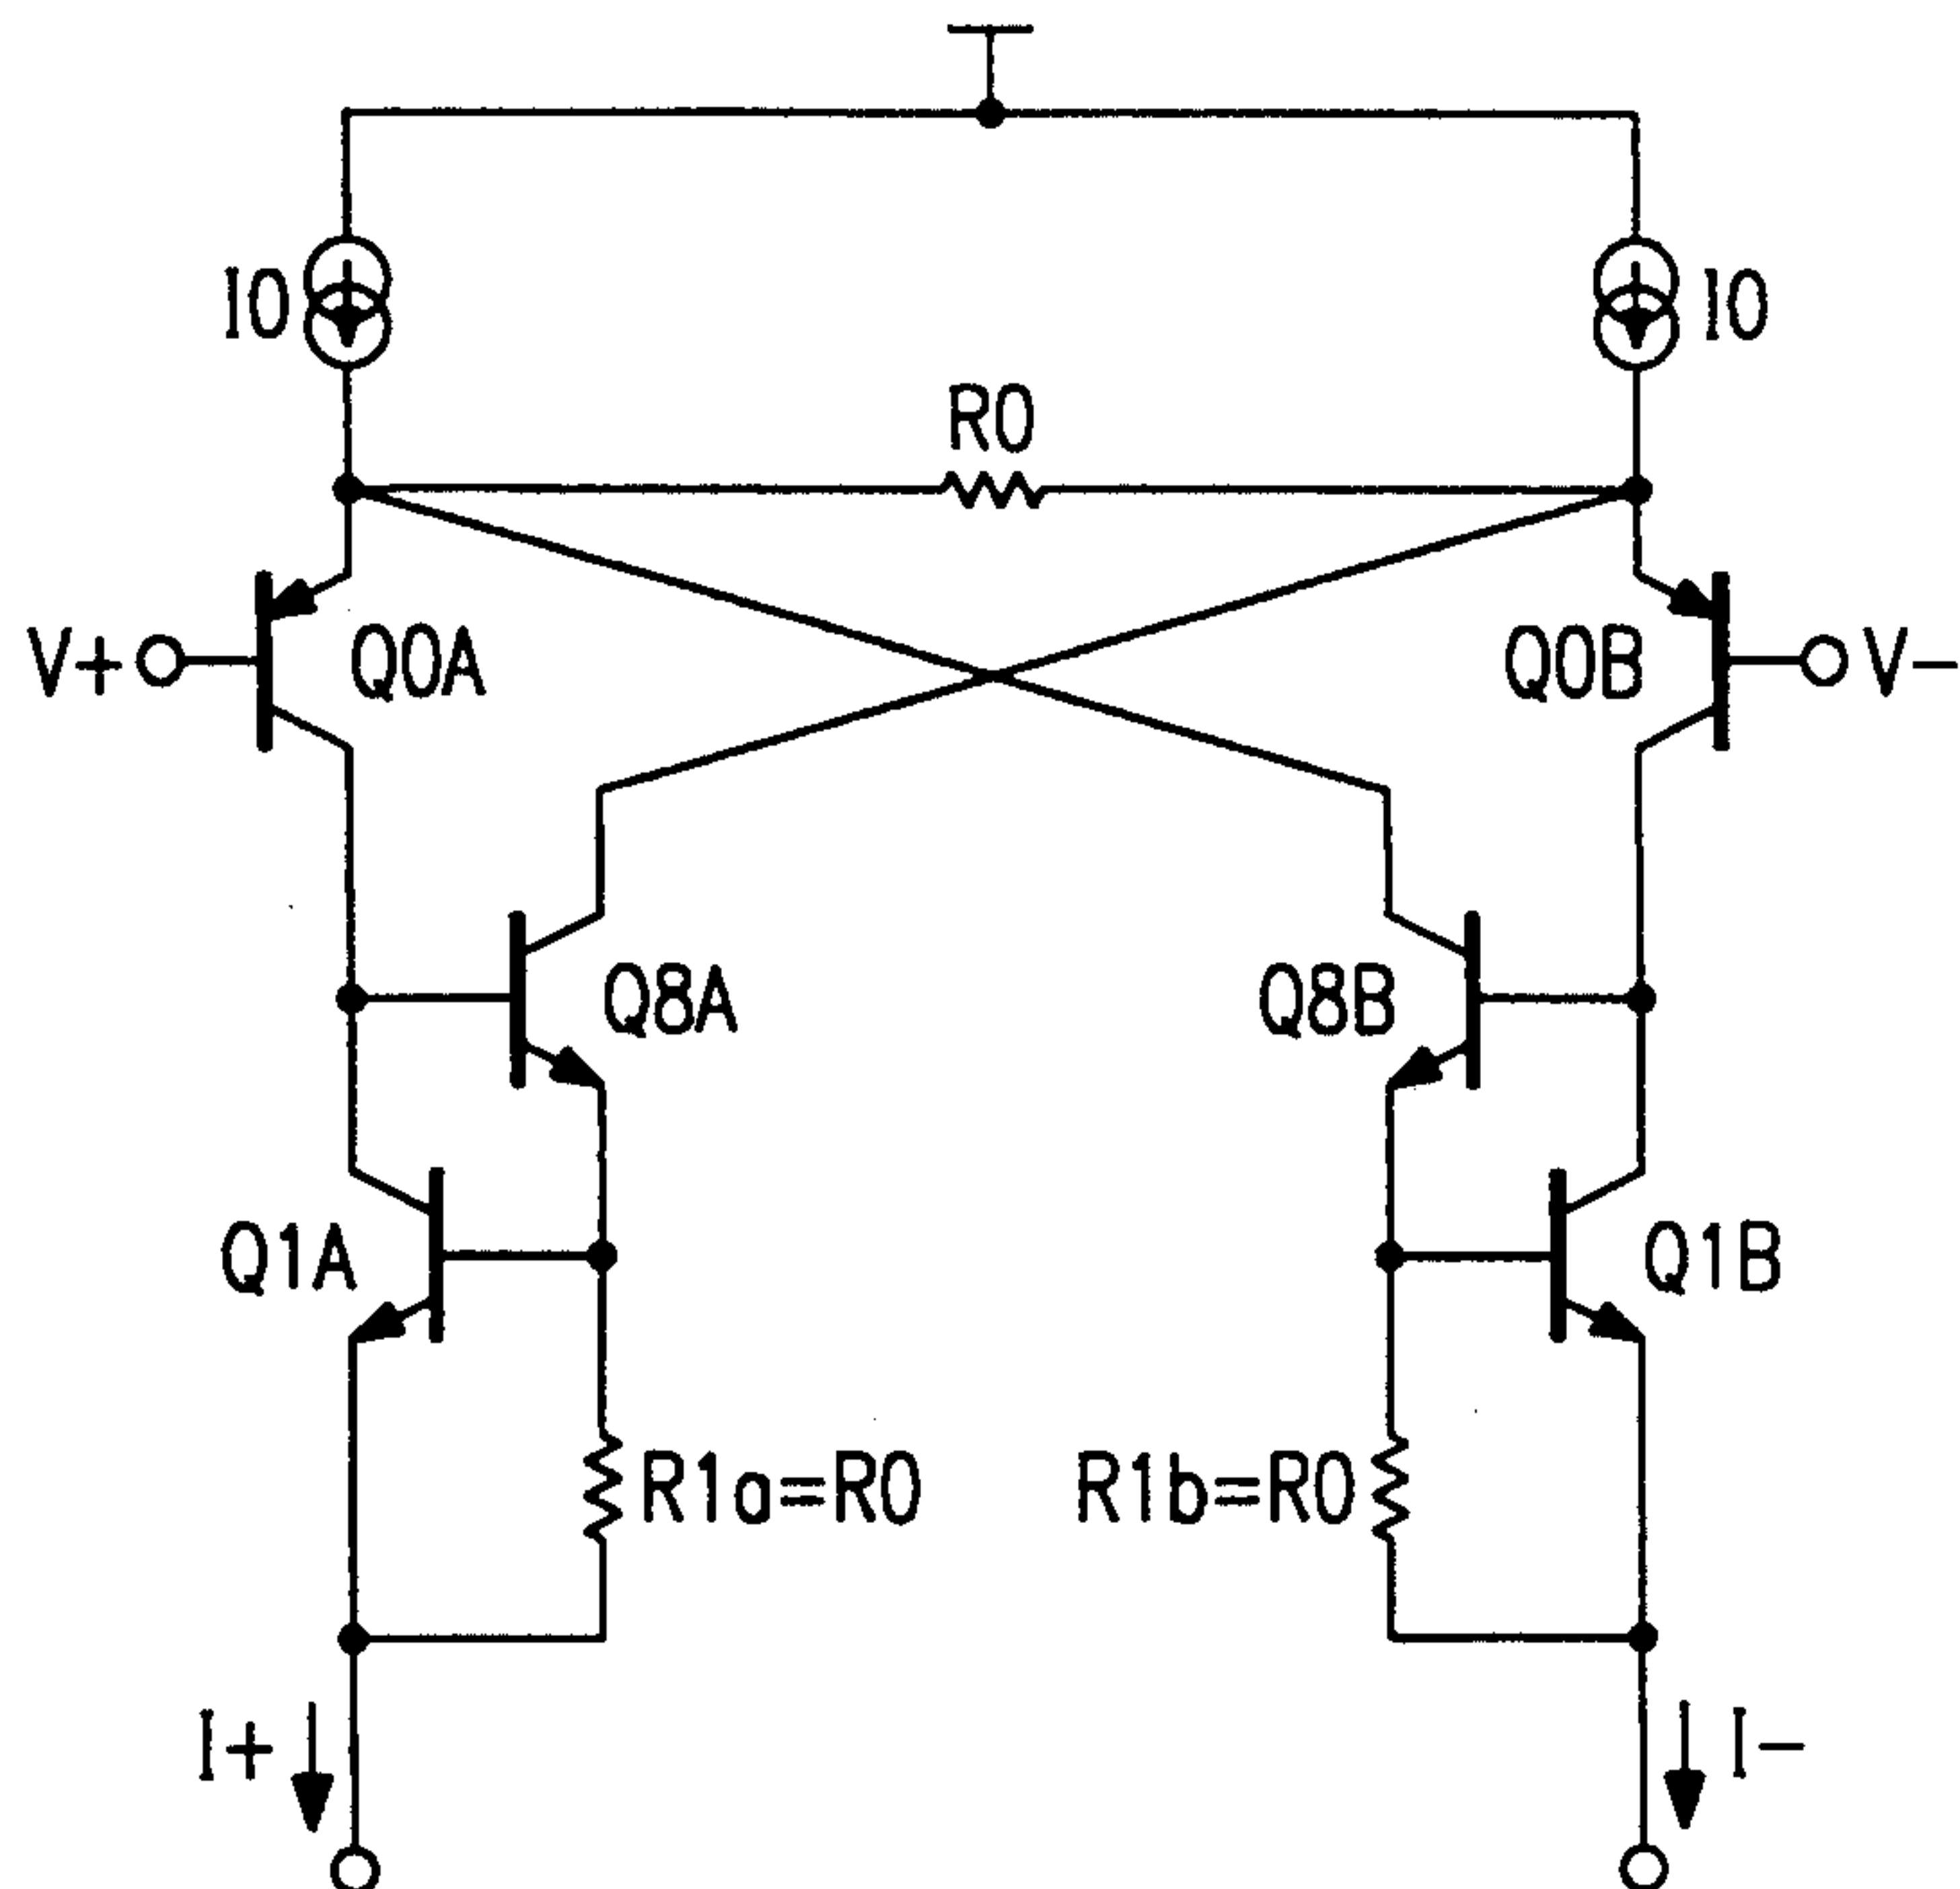 I0
I0
R0
V+
Q0A
Q0B
V-
Q8A
Q8B
Q1A
Q1B
R1a=R0
R1b=R0
I+
I-